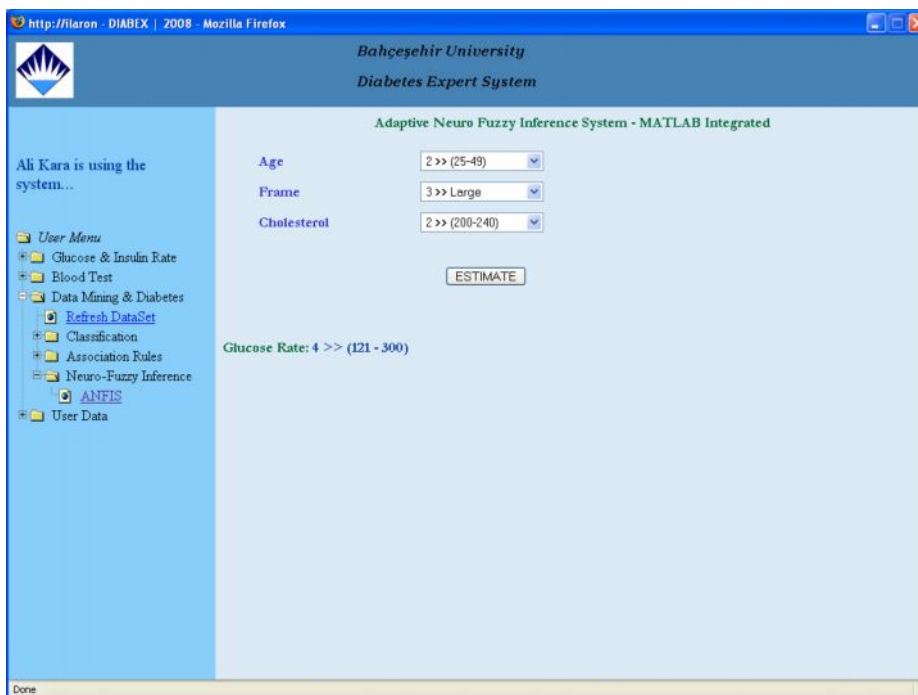 http://ilaron - DIABEX | 2008 - Mozilla Firefox
Bahçeşehir University
Diabetes Expert System
Adaptive Neuro Fuzzy Inference System - MATLAB Integrated
Ali Kara is using the
system...
Age 2 >> (25-49)
Frame 3 >> Large
Cholesterol 2 >> (200-240)
ESTIMATE
User Menu
Glucose & Insulin Rate
Blood Test
Data Mining & Diabetes
Refresh DataSet
Classification
Association Rules
Neuro-Fuzzy Inference
ANFIS
User Data
Glucose Rate: 4 >> (121 - 300)
Done